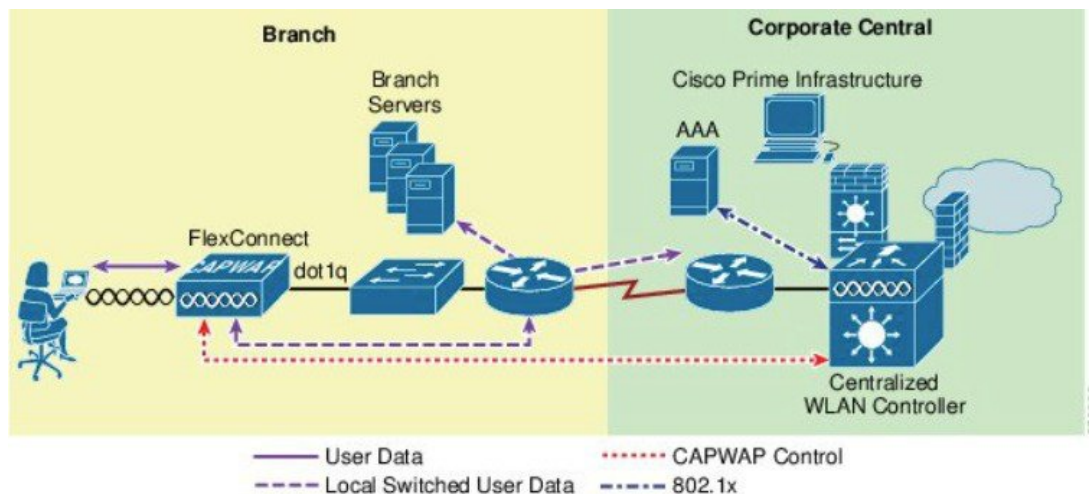 Branch
Corporate Central
Branch
Servers
Cisco Prime Infrastructure
AAA
FlexConnect
CAPWAP
dot1q
Centralized
WLAN Controller
User Data
CAPWAP Control
Local Switched User Data
802.1x